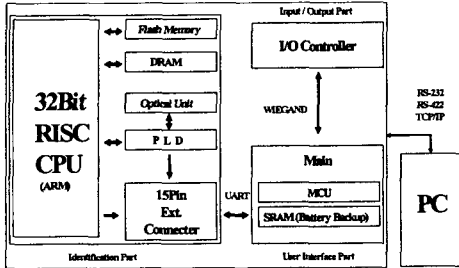 Input / Output Part
Flash Memory
DRAM
Optical Unit
P L D
32Bit
RISC
CPU
(ARM)
15Pin
Ext.
Connecter
Identification Part
UART
I/O Controller
WIEGAND
Main
MCU
SRAM (Battery Backup)
User Interface Part
RS-232
RS-422
TCP/IP
PC